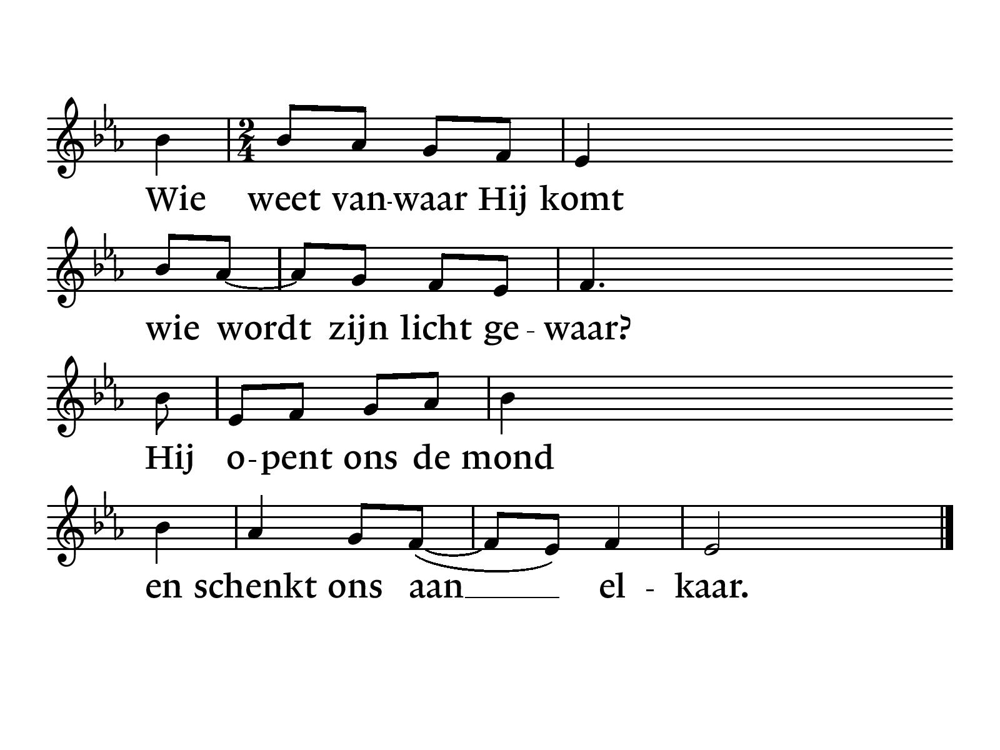 Wie weet van-waar Hij komt
wie wordt zijn licht ge - waar?
Hij o-pent ons de mond
en schenkt ons aan____ el - kaar.